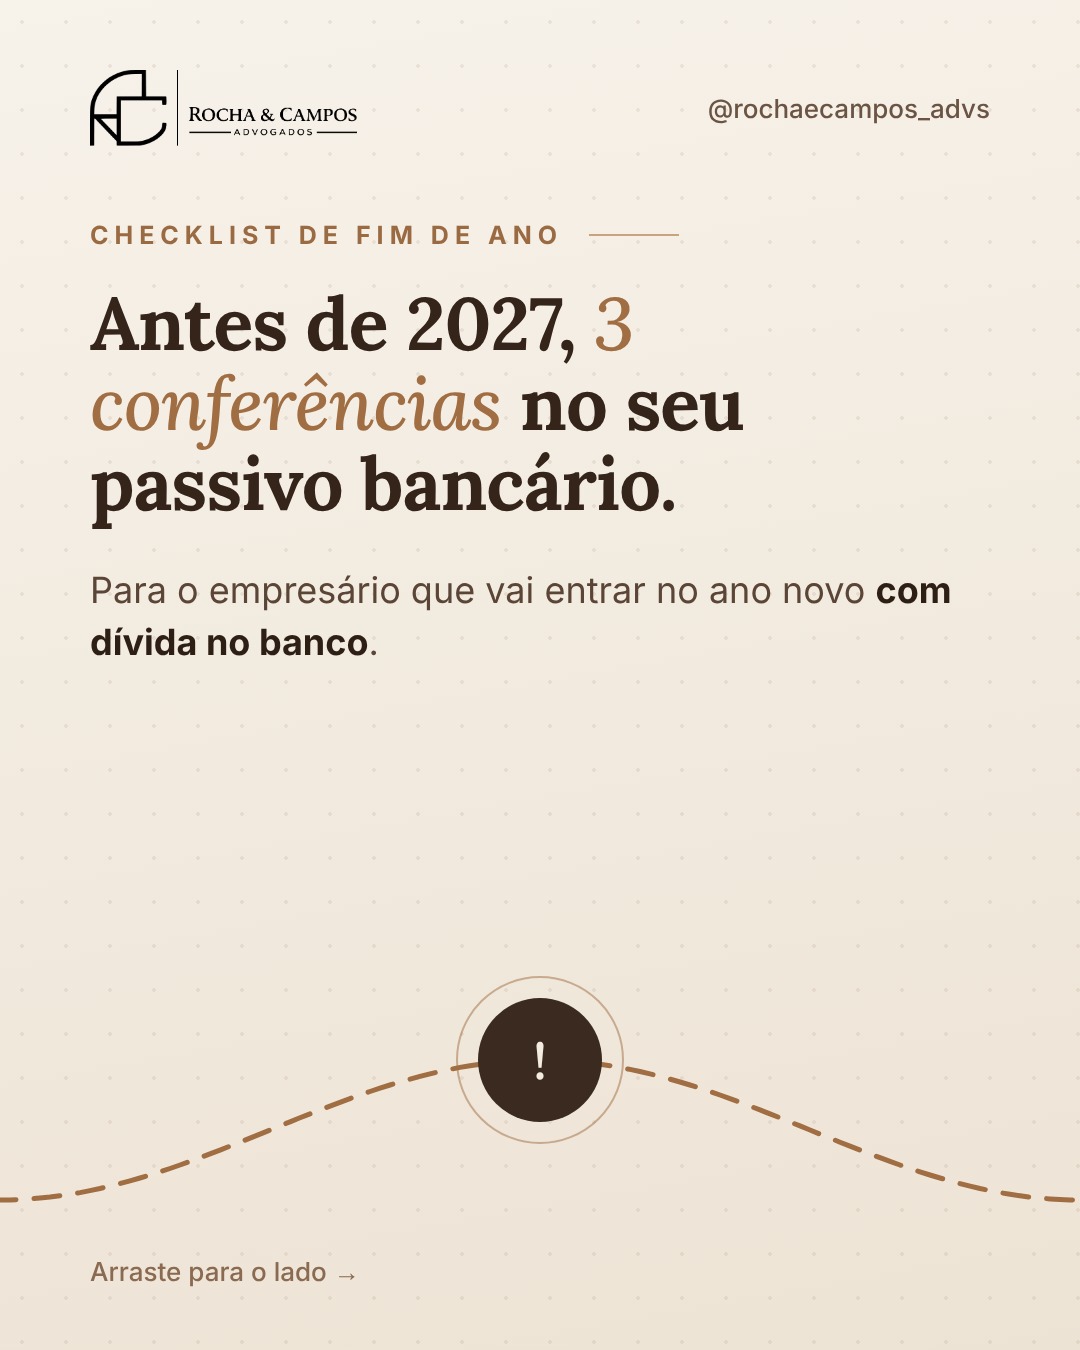 ROCHA & CAMPOS
ADVOGADOS
@rochaecampos_advs
CHECKLIST DE FIM DE ANO
Antes de 2027, 3
conferências no seu
passivo bancário.
Para o empresário que vai entrar no ano novo com
dívida no banco.
!
Arraste para o lado →